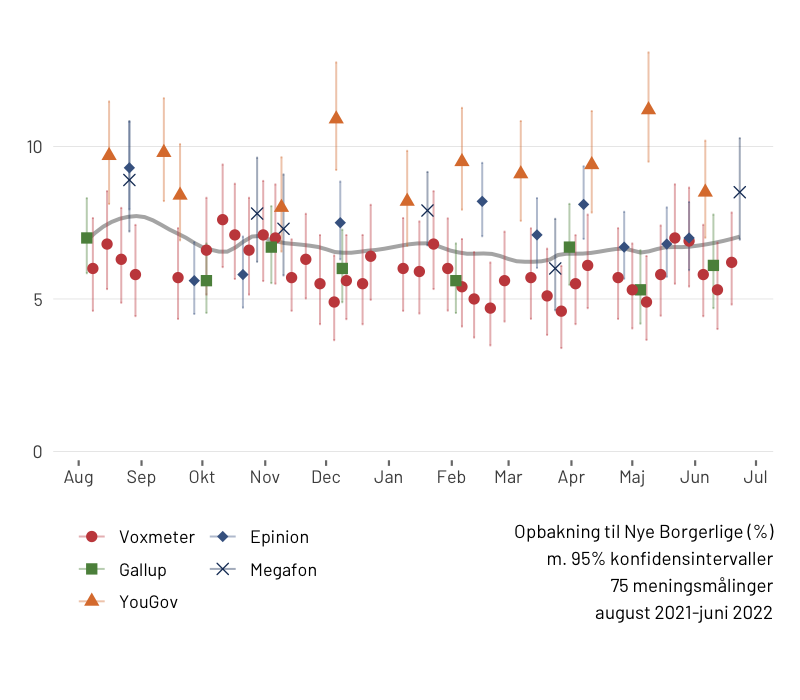 10
5
0
Aug Sep Okt Nov Dec Jan Feb Mar Apr Maj Jun Jul
Voxmeter Epinion
Gallup Megafon
YouGov
Opbakning til Nye Borgerlige (%)
m. 95% konfidensintervaller
75 meningsmålinger
august 2021-juni 2022